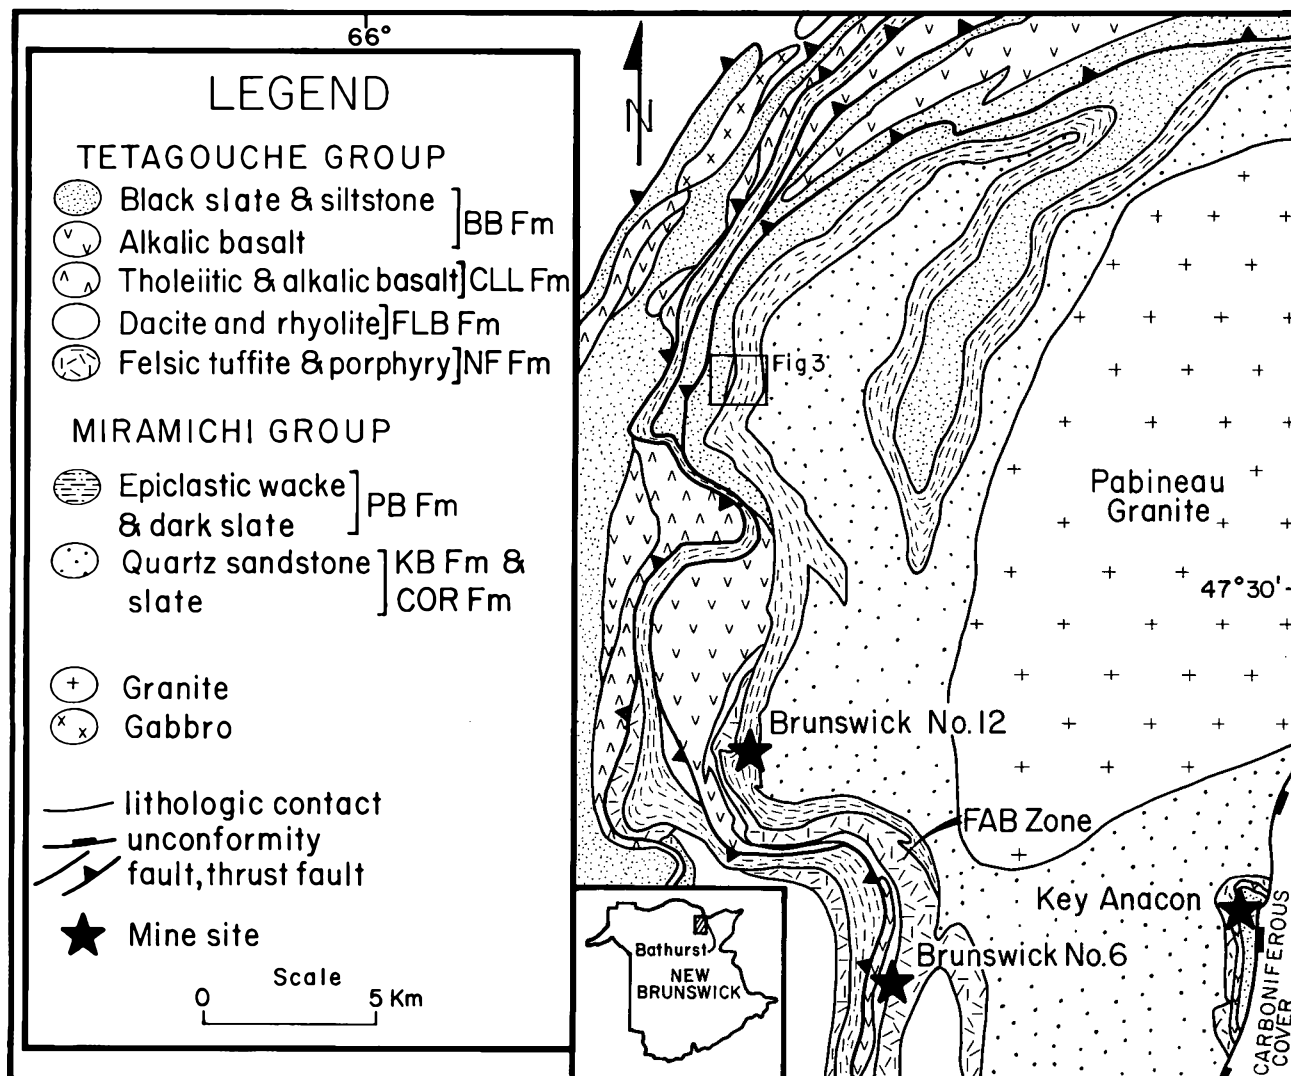 66°
LEGEND
TETAGOUCHE GROUP
Black slate & siltstone
Alkalic basalt
BB Fm
Tholeiitic & alkalic basalt CLL Fm
Dacite and rhyolite FLB Fm
Felsic tuffite & porphyry NF Fm
MIRAMICHI GROUP
Epiclastic wacke
& dark slate
PB Fm
Quartz sandstone
slate
KB Fm &
COR Fm
Granite
Gabbro
lithologic contact
unconformity
fault, thrust fault
Mine site
Scale
0 5 Km
N
Fig 3
Pabineau
Granite
47°30'
Brunswick No. 12
FAB Zone
Key Anacon
Brunswick No. 6
CARBONIFEROUS
COVER
Bathurst
NEW
BRUNSWICK